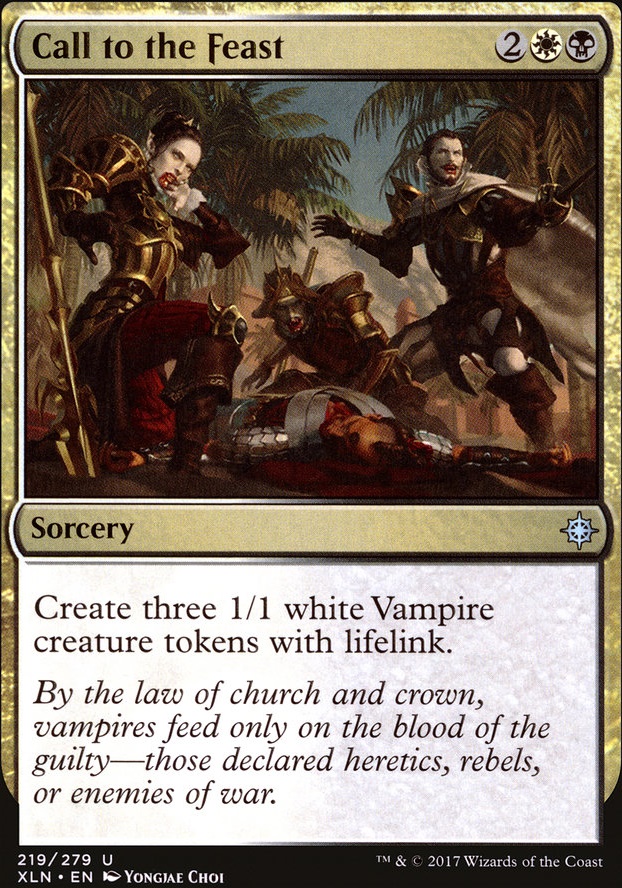 Call to the Feast 2
Sorcery
Create three 1/1 white Vampire
creature tokens with lifelink.
By the law of church and crown,
vampires feed only on the blood of the
guilty—those declared heretics, rebels,
or enemies of war.
219/279 U
XLN • EN Yongjae Choi
™ & © 2017 Wizards of the Coast